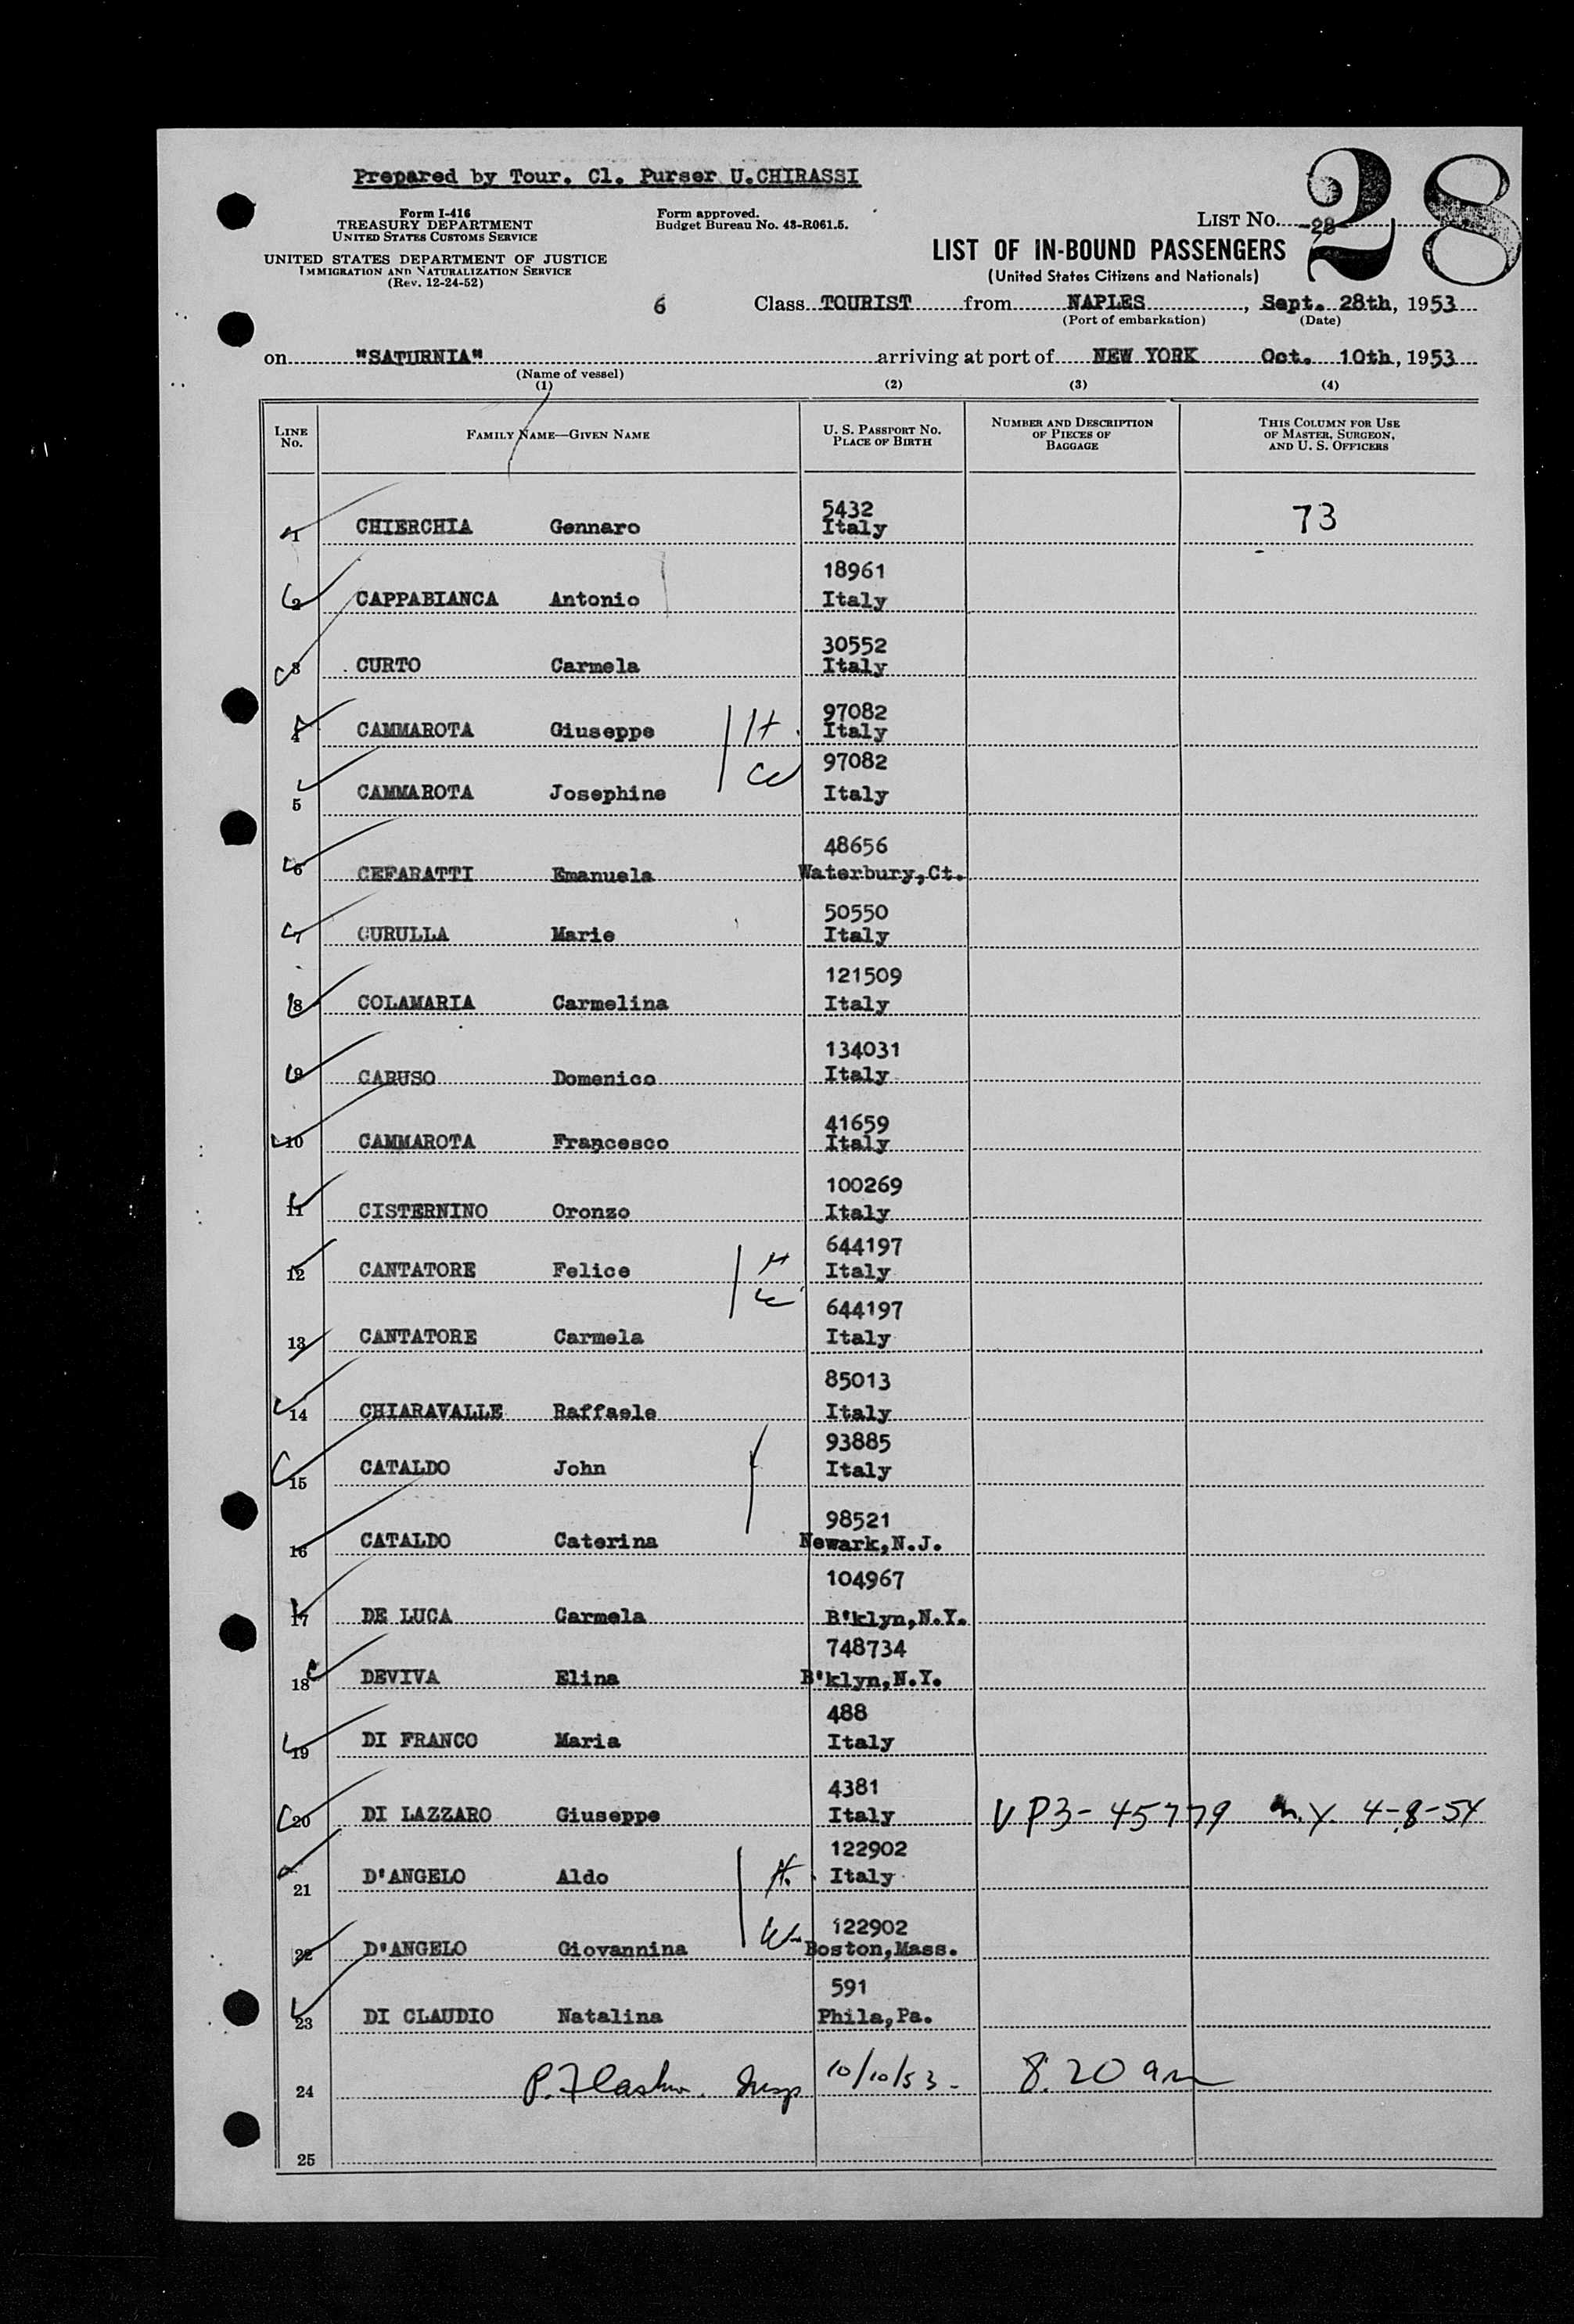 Prepared by Tour. Cl. Purser U.CHIRASSI
28
Form I-416
TREASURY DEPARTMENT
UNITED STATES CUSTOMS SERVICE
UNITED STATES DEPARTMENT OF JUSTICE
IMMIGRATION AND NATURALIZATION SERVICE
(Rev. 12-24-52)
Form approved.
Budget Bureau No. 43-R061.5.
LIST NO. -28-
LIST OF IN-BOUND PASSENGERS
(United States Citizens and Nationals)
6 Class TOURIST from NAPLES, Sept. 28th, 1953
(Port of embarkation) (Date)
on "SATURNIA" arriving at port of NEW YORK Oct. 10th, 1953
(Name of vessel)
(1) (2) (3) (4)
LINE NO. FAMILY NAME—GIVEN NAME U. S. PASSPORT NO. PLACE OF BIRTH NUMBER AND DESCRIPTION OF PIECES OF BAGGAGE THIS COLUMN FOR USE OF MASTER, SURGEON, AND U. S. OFFICERS
5432
1 CHIERCHIA Gennaro Italy 73
18961
2 CAPPABIANCA Antonio Italy
30552
3 CURTO Carmela Italy
97082
4 CAMMAROTA Giuseppe H Italy
97082
5 CAMMAROTA Josephine W Italy
48656
6 CEFARATTI Emanuela Waterbury,Ct.
50550
7 CURULLA Marie Italy
121509
8 COLAMARIA Carmelina Italy
134031
9 CARUSO Domenico Italy
41659
10 CAMMAROTA Francesco Italy
100269
11 CISTERNINO Oronzo Italy
644197
12 CANTATORE Felice H Italy
644197
13 CANTATORE Carmela W Italy
85013
14 CHIARAVALLE Raffaele Italy
93885
15 CATALDO John Italy
98521
16 CATALDO Caterina Newark,N.J.
104967
17 DE LUCA Carmela B'klyn,N.Y.
748734
18 DEVIVA Elina B'klyn,N.Y.
488
19 DI FRANCO Maria Italy
4381
20 DI LAZZARO Giuseppe Italy VP3-45779 n.y. 4-8-54
122902
21 D'ANGELO Aldo H. Italy
122902
22 D'ANGELO Giovannina W Boston,Mass.
591
23 DI CLAUDIO Natalina Phila,Pa.
24 Insp 10/10/53 8.20 am
25